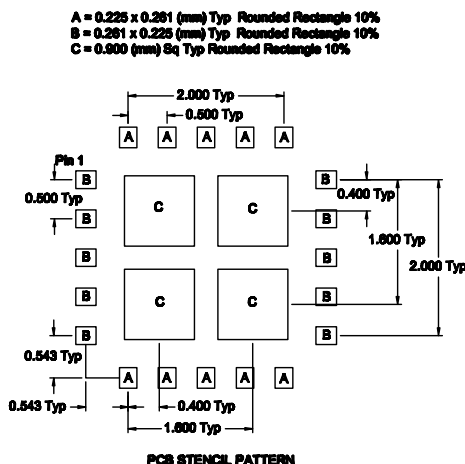 A = 0.225 x 0.261 (mm) Typ Rounded Rectangle 10%
B = 0.261 x 0.225 (mm) Typ Rounded Rectangle 10%
C = 0.900 (mm) Sq Typ Rounded Rectangle 10%
2.000 Typ
0.500 Typ
A A A A A
Pin 1
B B
0.500 Typ
C C
0.400 Typ
B B
1.600 Typ
B B
2.000 Typ
B B
C C
B B
0.543 Typ
A A A A A
0.543 Typ
0.400 Typ
1.600 Typ
PCB STENCIL PATTERN